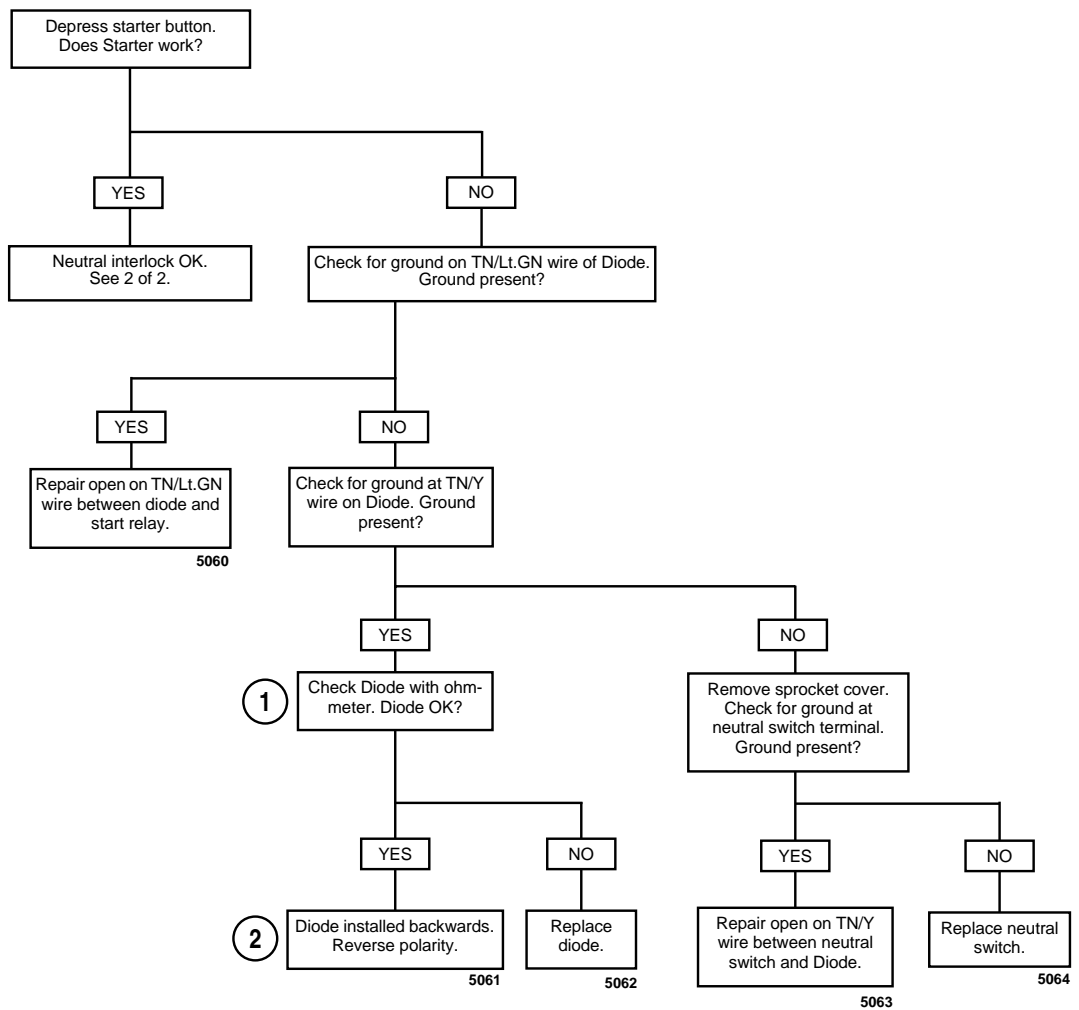 Depress starter button.
Does Starter work?
YES
NO
Neutral interlock OK.
See 2 of 2.
Check for ground on TN/Lt.GN wire of Diode.
Ground present?
YES
NO
Repair open on TN/Lt.GN
wire between diode and
start relay.
5060
Check for ground at TN/Y
wire on Diode. Ground
present?
YES
NO
1
Check Diode with ohm-
meter. Diode OK?
Remove sprocket cover.
Check for ground at
neutral switch terminal.
Ground present?
YES
NO
YES
NO
2
Diode installed backwards.
Reverse polarity.
5061
Replace
diode.
5062
Repair open on TN/Y
wire between neutral
switch and Diode.
5063
Replace neutral
switch.
5064